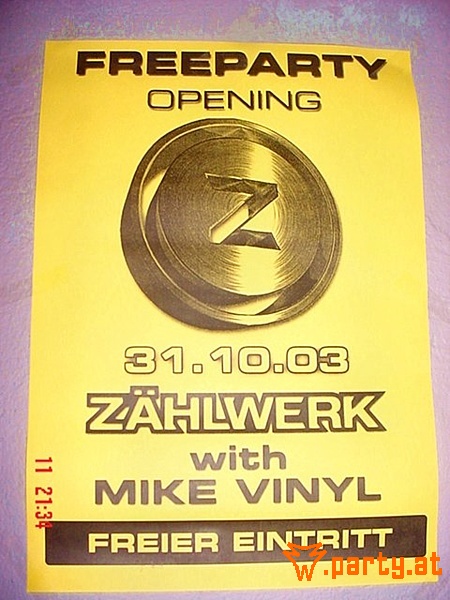 FREEPARTY
OPENING
Z
31.10.03
ZÄHLWERK
with
MIKE VINYL
FREIER EINTRITT
11 21:34
w.party.at